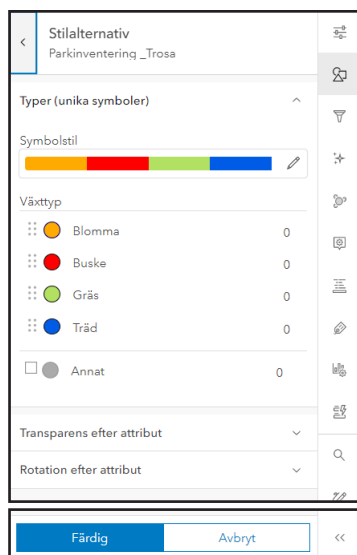 Stilalternativ
Parkinventering _Trosa
Typer (unika symboler)
Symbolstil
Växttyp
Blomma 0
Buske 0
Gräs 0
Träd 0
Annat 0
Transparens efter attribut
Rotation efter attribut
Färdig Avbryt